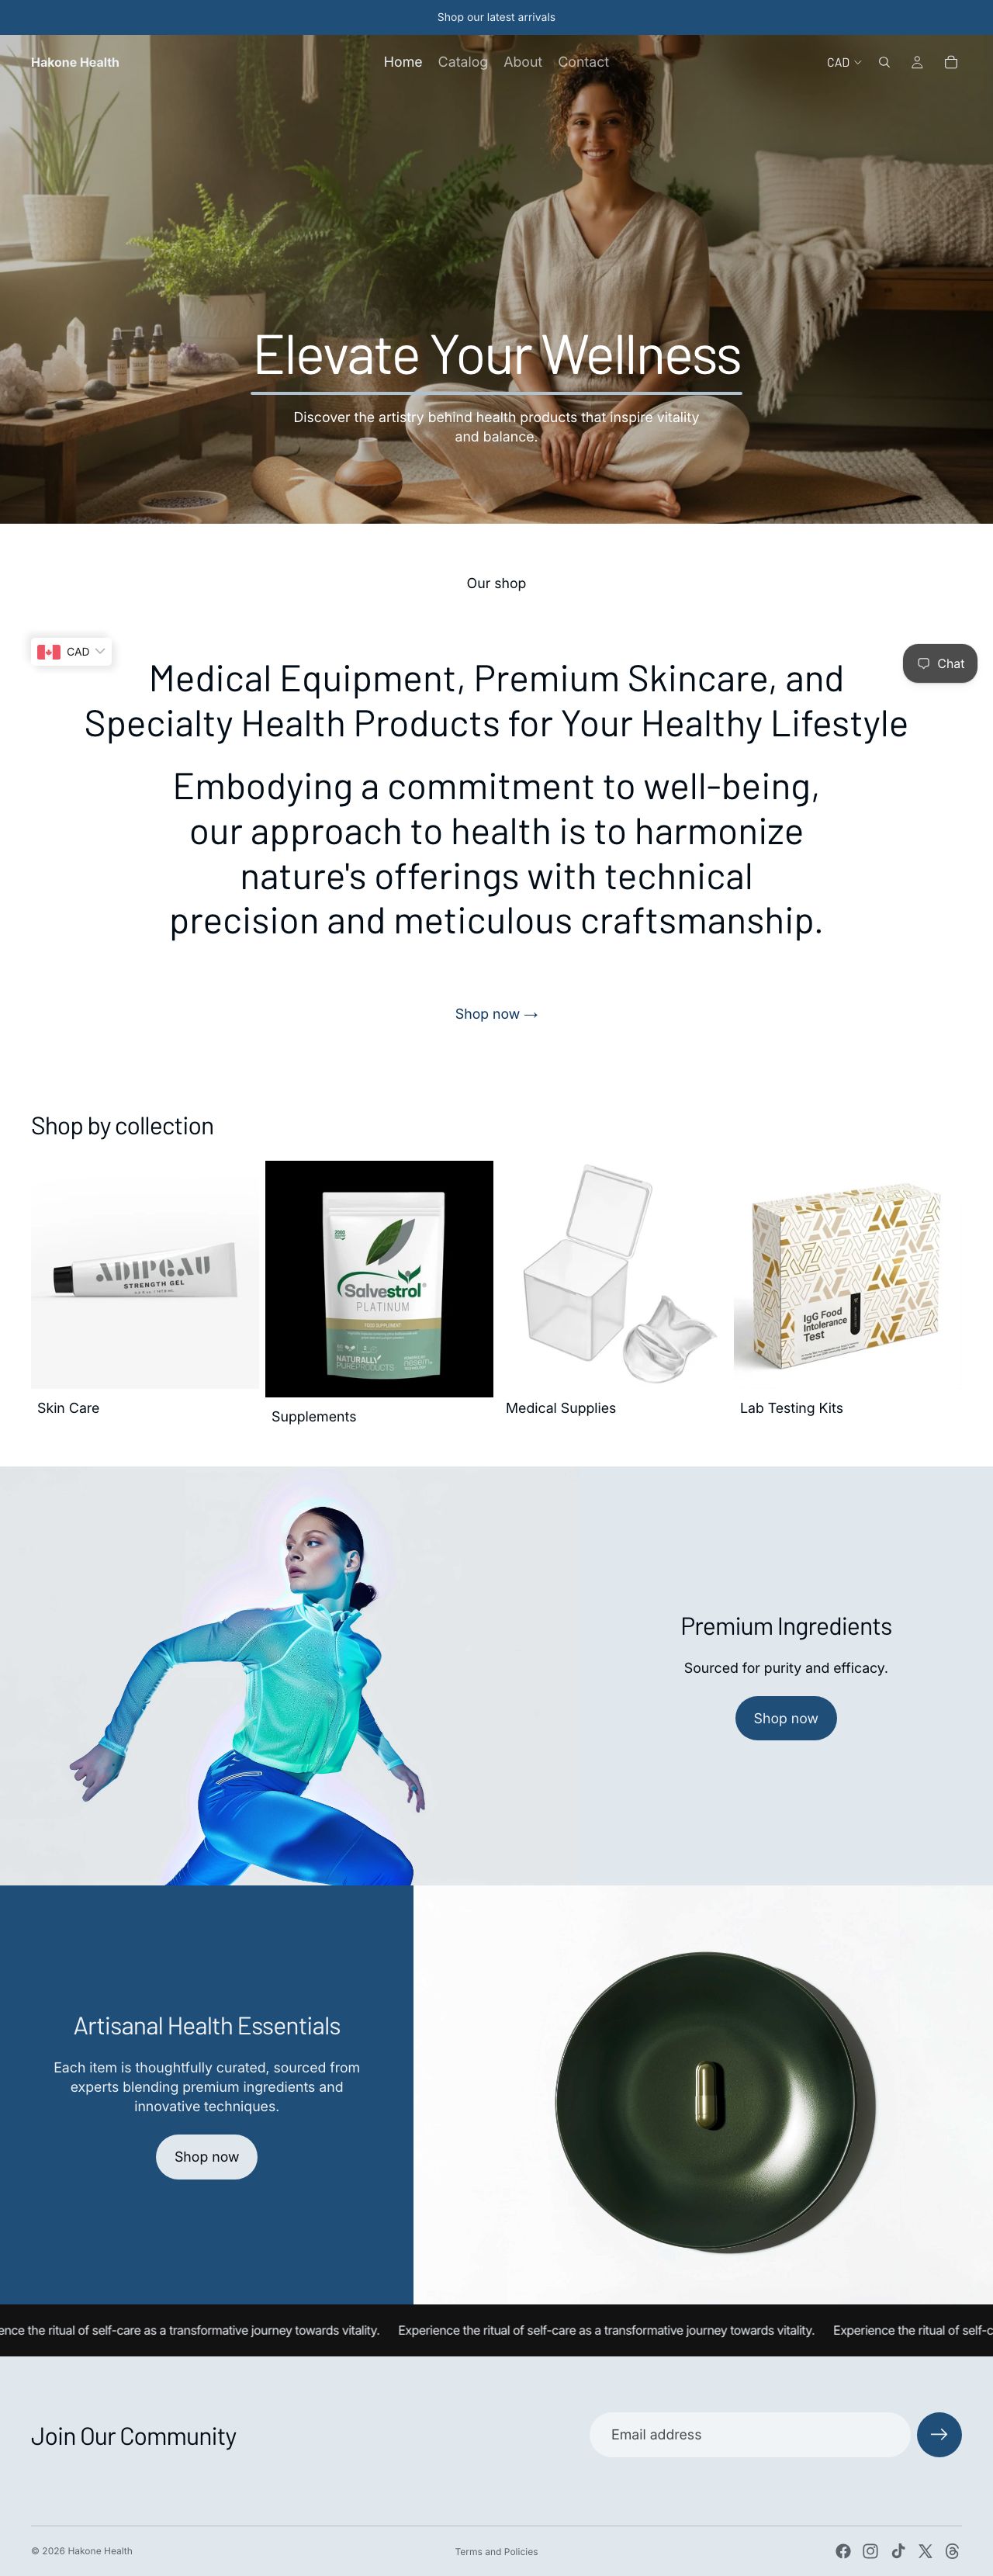 Shop our latest arrivals
Hakone Health
Home Catalog About Contact
CAD
Elevate Your Wellness
Discover the artistry behind health products that inspire vitality
and balance.
Our shop
CAD
Chat
Medical Equipment, Premium Skincare, and
Specialty Health Products for Your Healthy Lifestyle
Embodying a commitment to well-being,
our approach to health is to harmonize
nature's offerings with technical
precision and meticulous craftsmanship.
Shop now →
Shop by collection
ADIPEAU
STRENGTH GEL
Salvestrol®
PLATINUM
FOOD SUPPLEMENT
NATURALLY
PUREPRODUCTS
IgG Food
Intolerance
Test
Skin Care
Supplements
Medical Supplies
Lab Testing Kits
Premium Ingredients
Sourced for purity and efficacy.
Shop now
Artisanal Health Essentials
Each item is thoughtfully curated, sourced from
experts blending premium ingredients and
innovative techniques.
Shop now
ence the ritual of self-care as a transformative journey towards vitality. Experience the ritual of self-care as a transformative journey towards vitality. Experience the ritual of self-c
Join Our Community
Email address
© 2026 Hakone Health
Terms and Policies